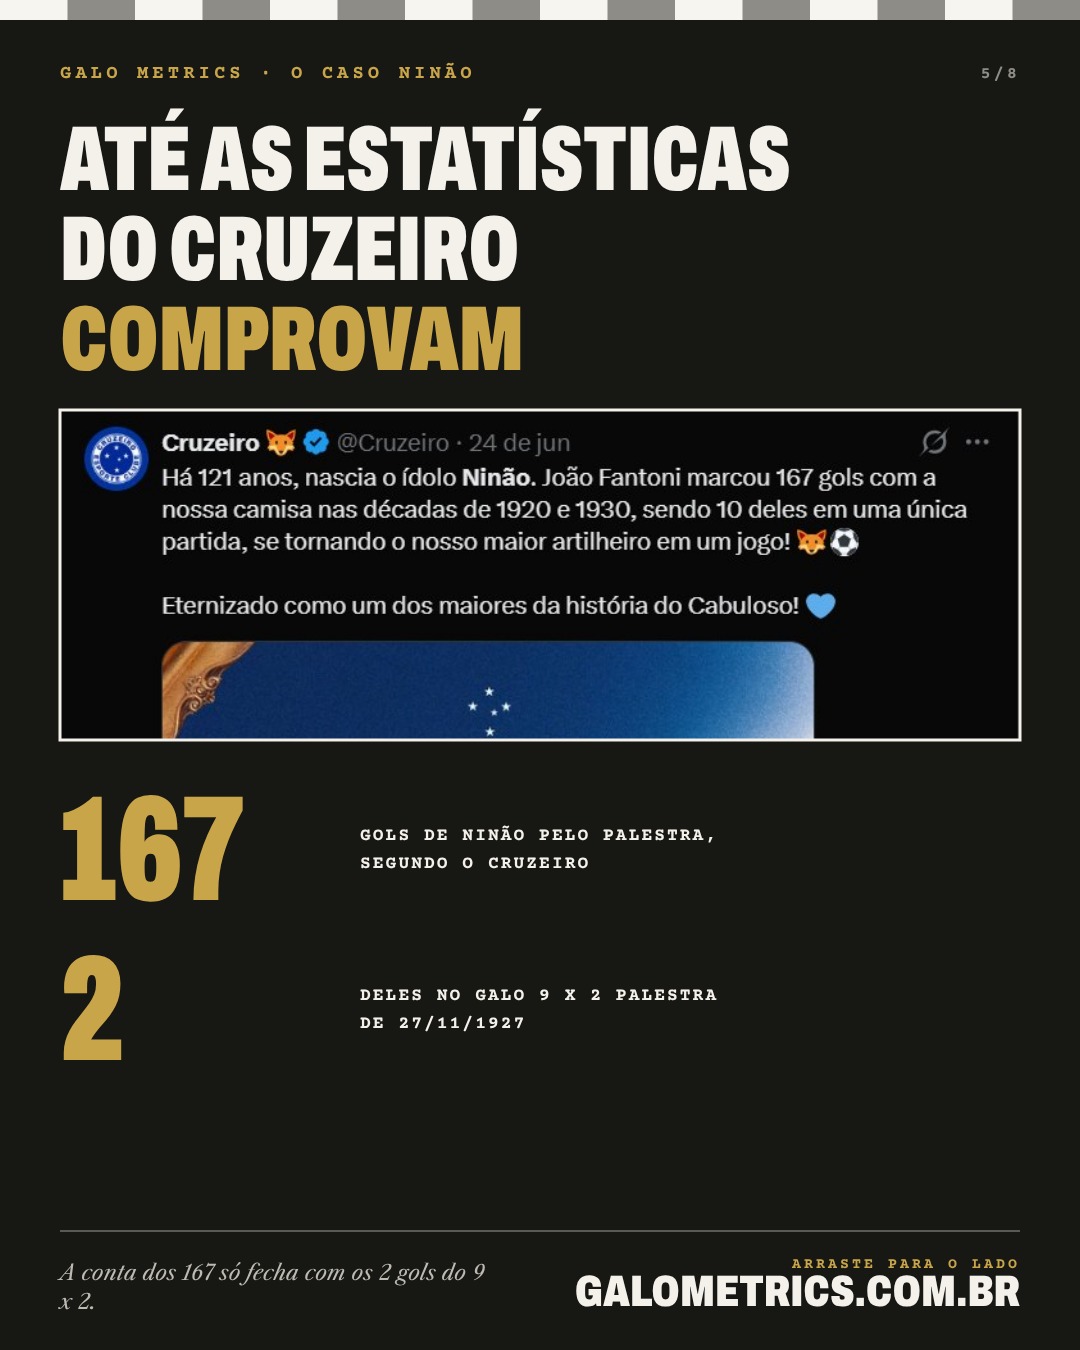 GALO METRICS · O CASO NINÃO
5/8
ATÉ AS ESTATÍSTICAS
DO CRUZEIRO
COMPROVAM
CRUZEIRO ESPORTE CLUBE
Cruzeiro 🦊 @Cruzeiro · 24 de jun
Há 121 anos, nascia o ídolo Ninão. João Fantoni marcou 167 gols com a
nossa camisa nas décadas de 1920 e 1930, sendo 10 deles em uma única
partida, se tornando o nosso maior artilheiro em um jogo! 🦊⚽
Eternizado como um dos maiores da história do Cabuloso! 💙
167
GOLS DE NINÃO PELO PALESTRA,
SEGUNDO O CRUZEIRO
2
DELES NO GALO 9 X 2 PALESTRA
DE 27/11/1927
A conta dos 167 só fecha com os 2 gols do 9
x 2.
ARRASTE PARA O LADO
GALOMETRICS.COM.BR